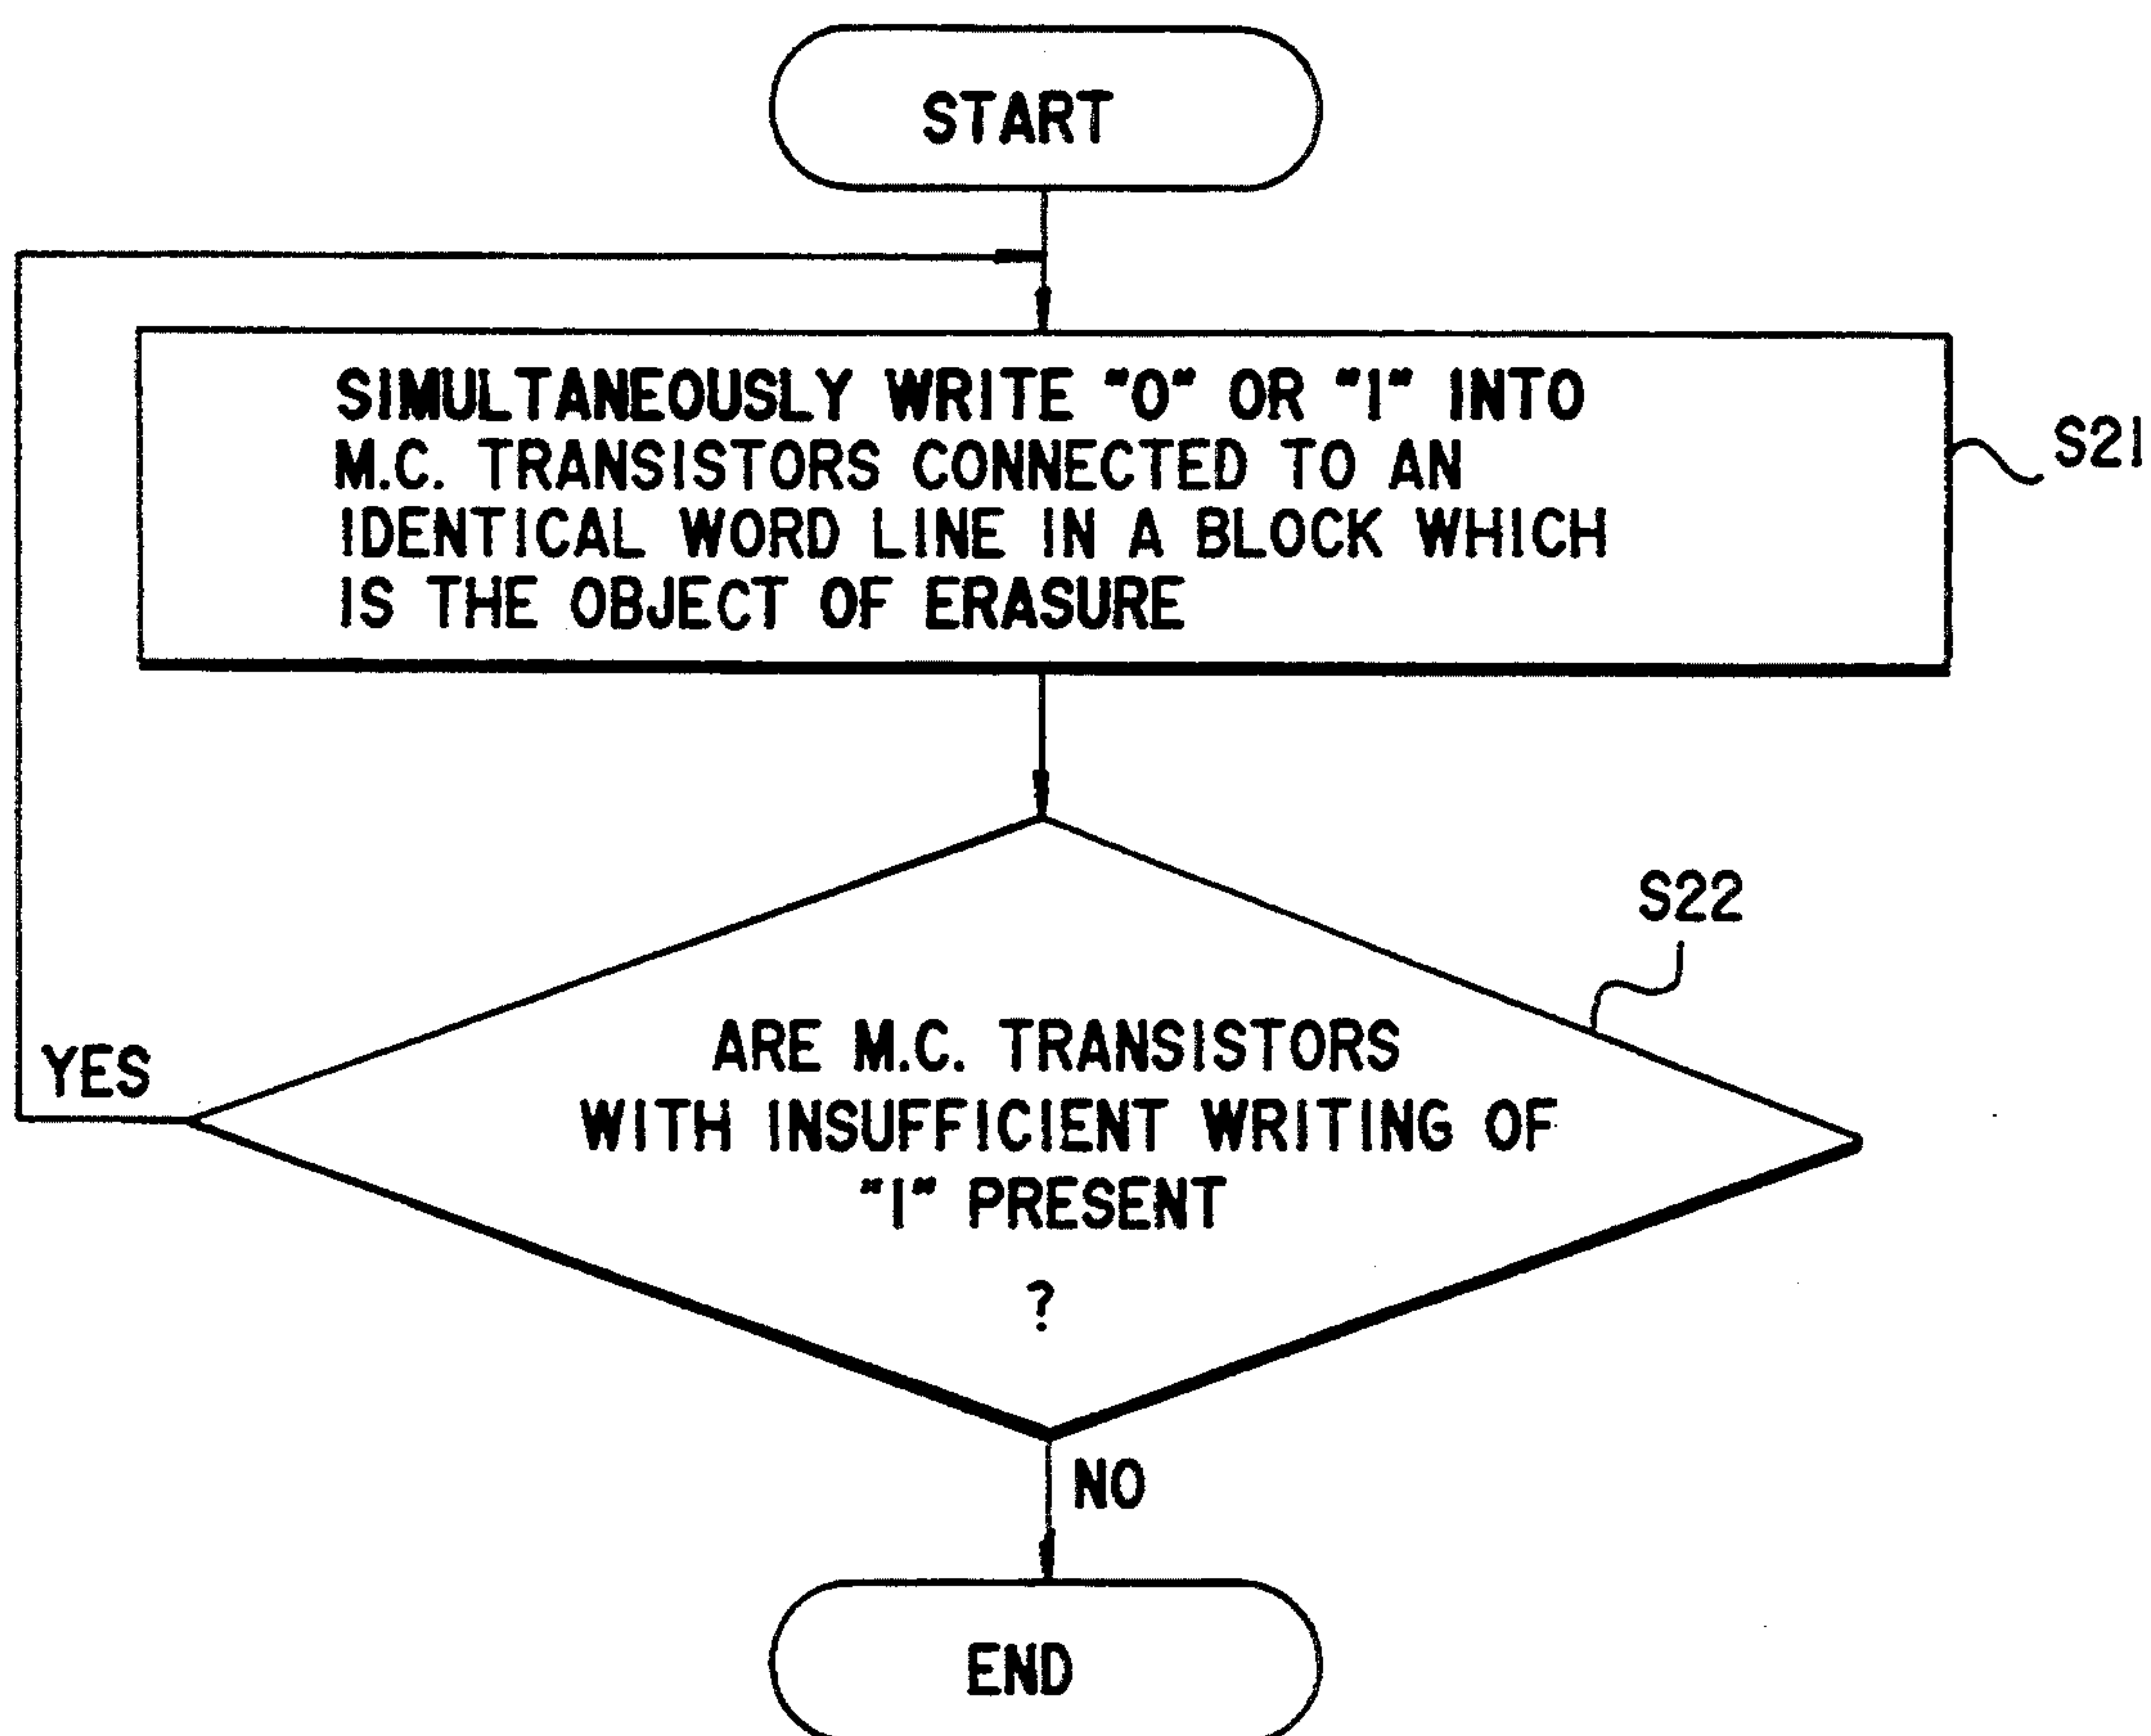 START
SIMULTANEOUSLY WRITE "0" OR "1" INTO
M.C. TRANSISTORS CONNECTED TO AN
IDENTICAL WORD LINE IN A BLOCK WHICH
IS THE OBJECT OF ERASURE
S21
S22
ARE M.C. TRANSISTORS
WITH INSUFFICIENT WRITING OF
"1" PRESENT
?
YES
NO
END